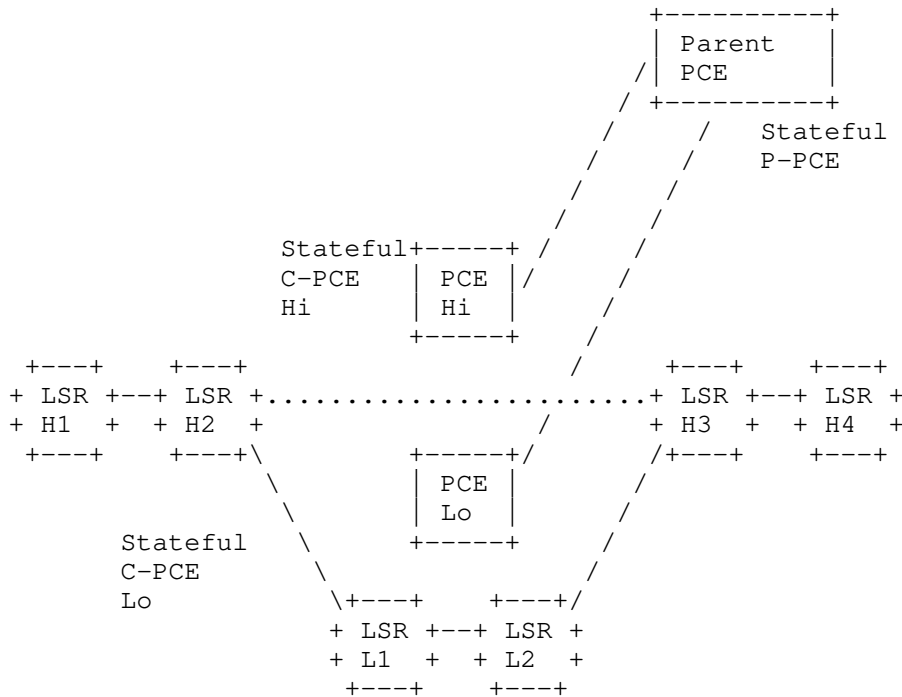 Parent
PCE
Stateful
P-PCE
Stateful
C-PCE
Hi
PCE
Hi
LSR
H1
LSR
H2
LSR
H3
LSR
H4
PCE
Lo
Stateful
C-PCE
Lo
LSR
L1
LSR
L2